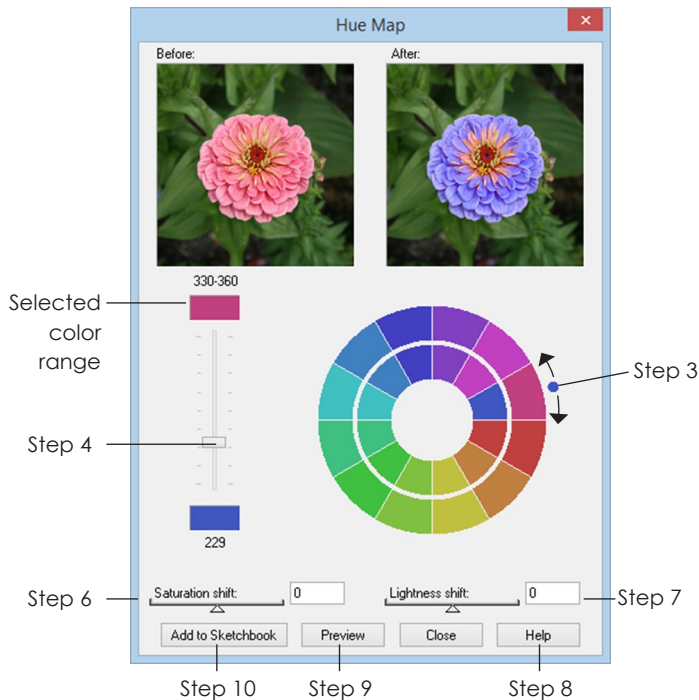 Hue Map
Before:
After:
330-360
Selected
color
range
Step 3
Step 4
229
Step 6
Saturation shift:
0
Lightness shift:
0
Step 7
Add to Sketchbook
Preview
Close
Help
Step 10
Step 9
Step 8